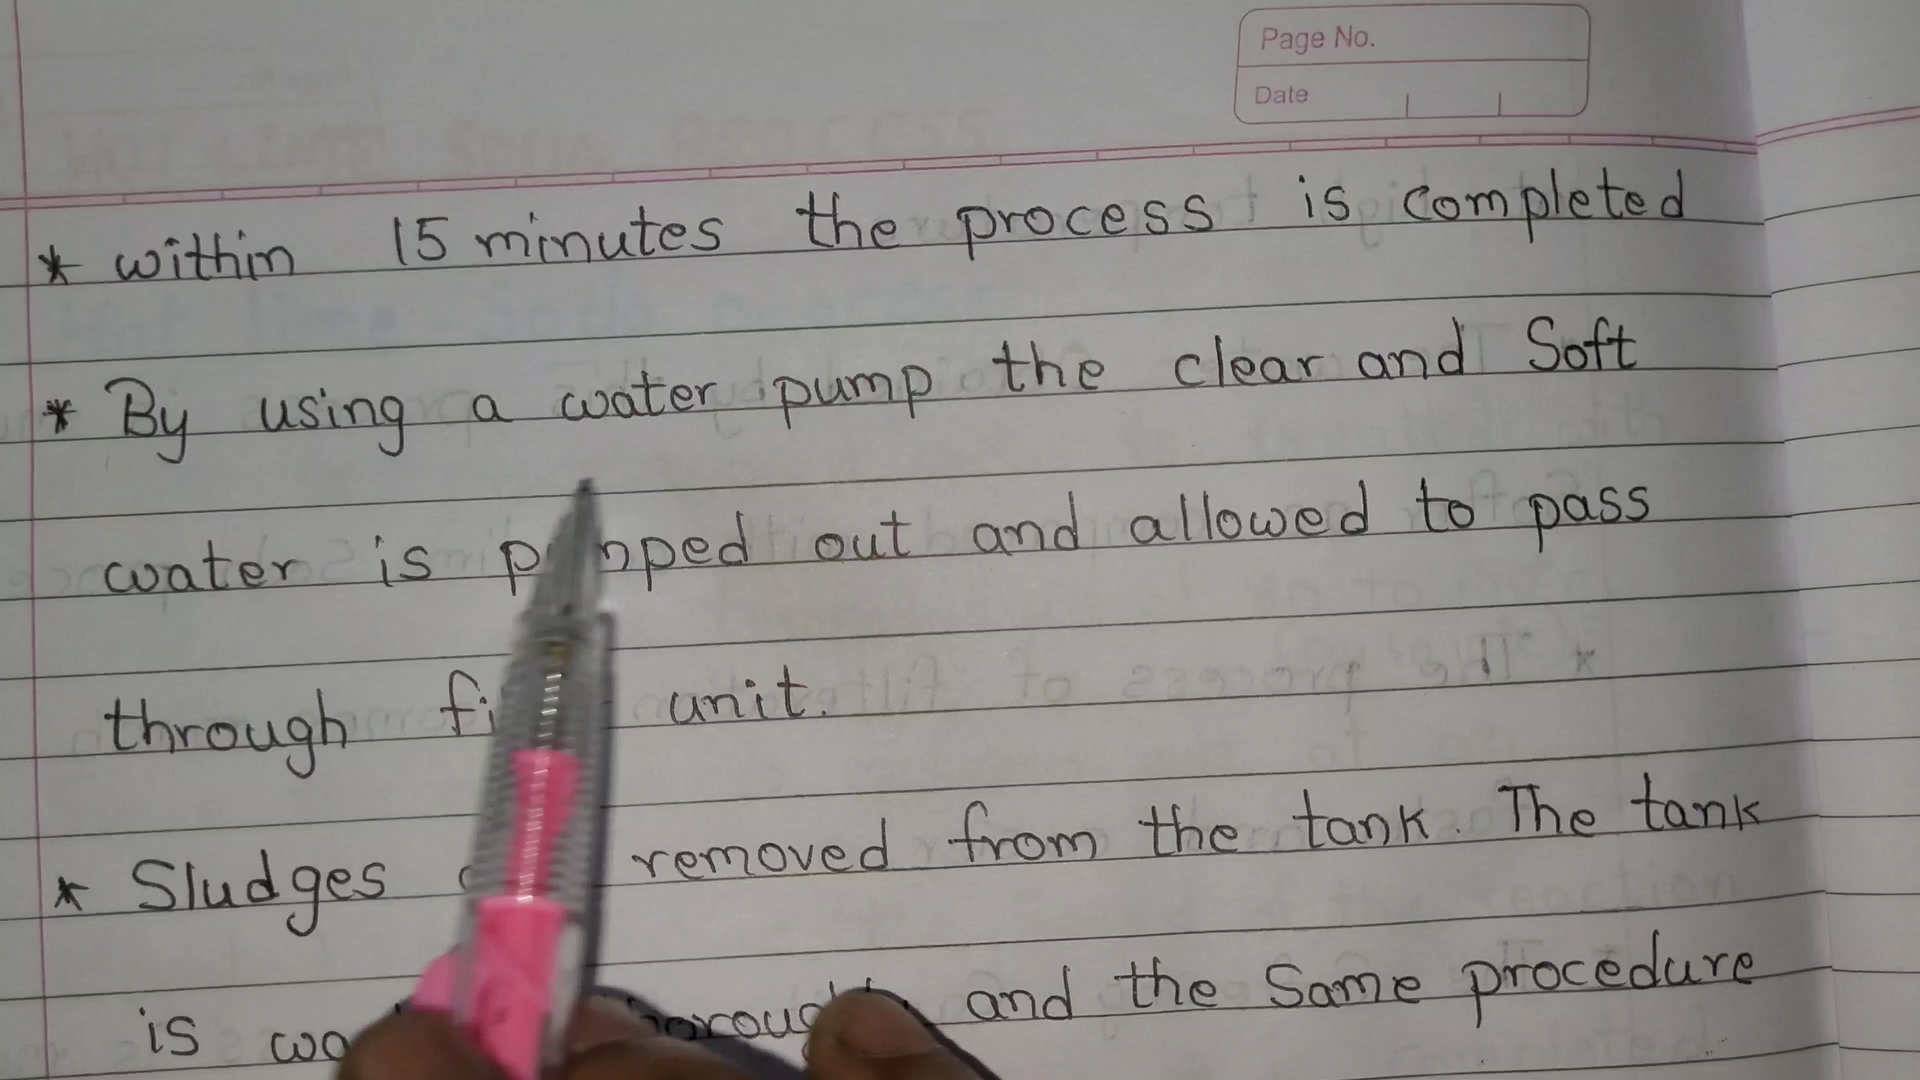 Page No.
Date
* within 15 minutes the process is completed
* By using a water pump the clear and Soft
water is out and allowed to pass
through unit.
* Sludges removed from the tank. The tank
is and the Same procedure